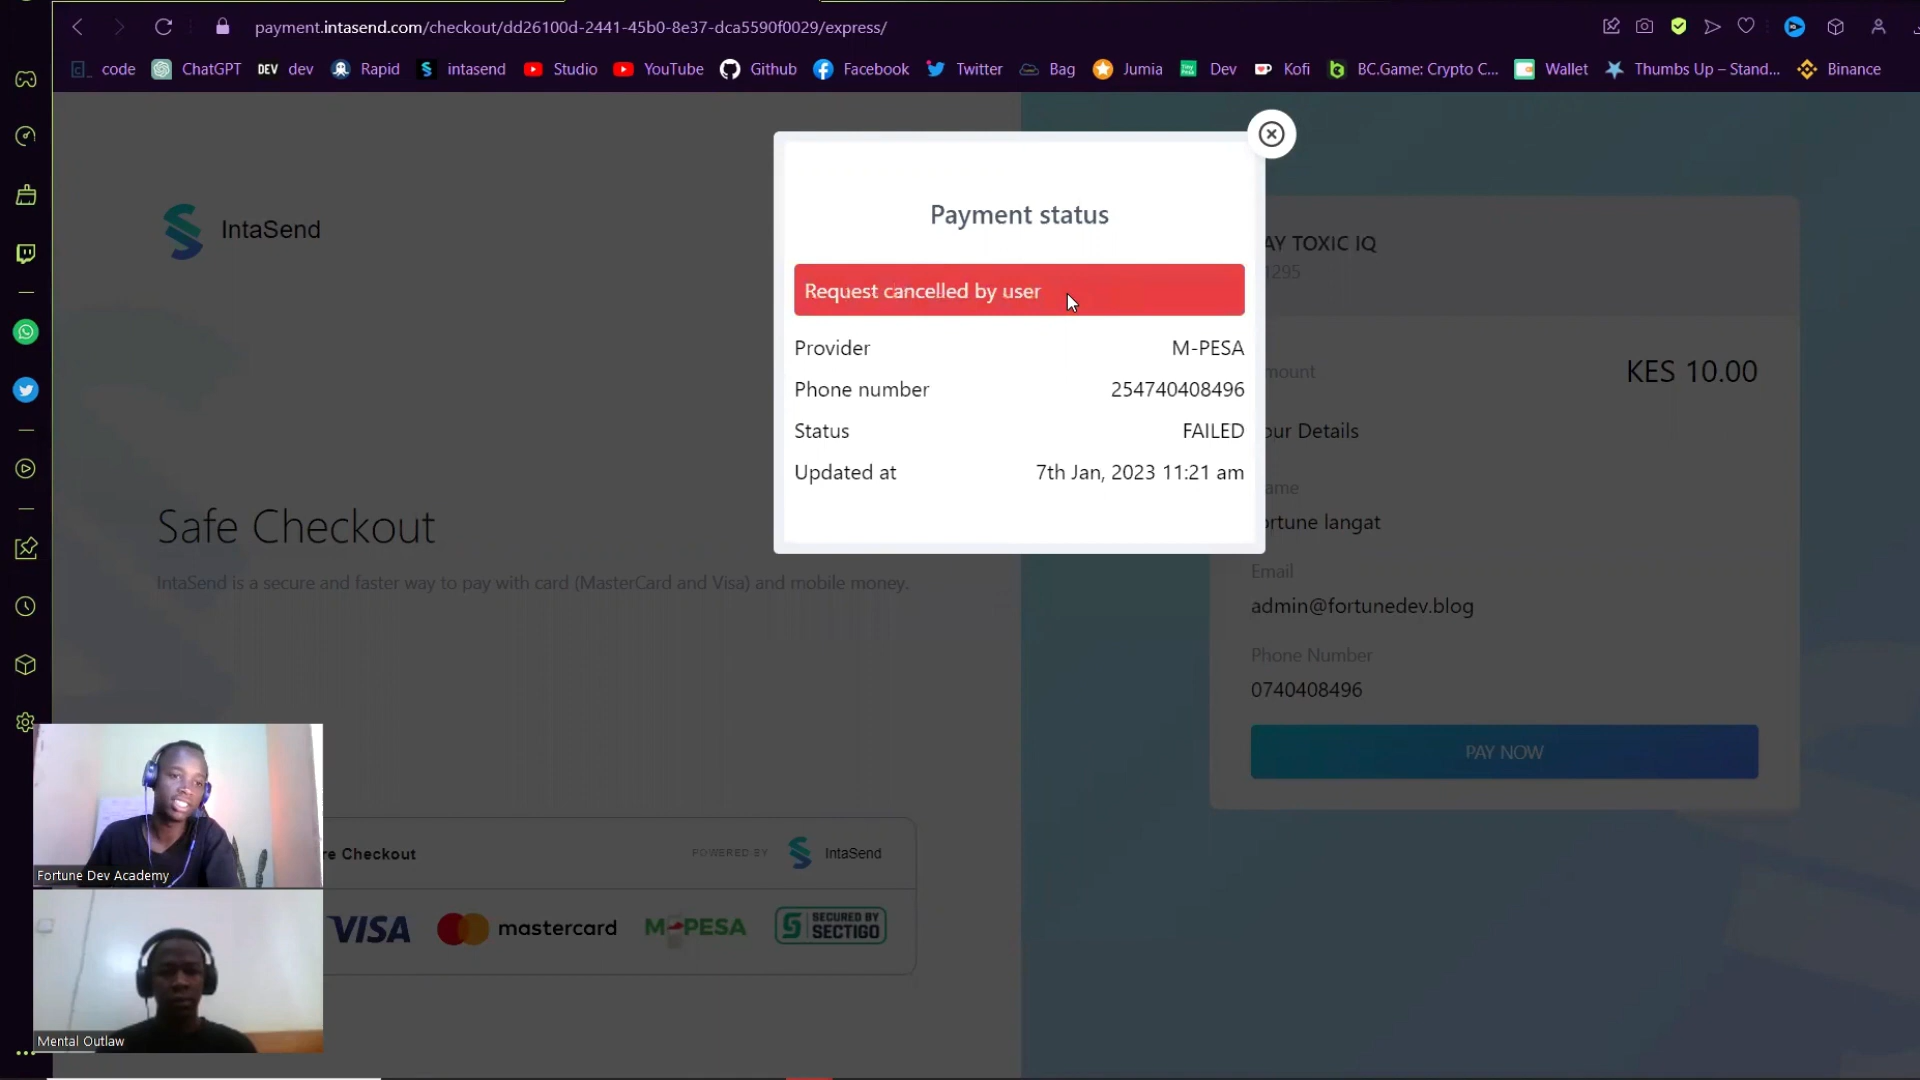 payment.intasend.com/checkout/dd26100d-2441-45b0-8e37-dca5590f0029/express/
code ChatGPT DEV dev Rapid intasend Studio YouTube Github Facebook Twitter Bag Jumia Dev Kofi BC.Game: Crypto C... Wallet Thumbs Up – Stand... Binance
IntaSend
Safe Checkout
IntaSend is a secure and faster way to pay with card (MasterCard and Visa) and mobile money.
Payment status
Request cancelled by user
Provider M-PESA
Phone number 254740408496
Status FAILED
Updated at 7th Jan, 2023 11:21 am
AY TOXIC IQ
1295
mount KES 10.00
our Details
ame
ortune langat
Email
admin@fortunedev.blog
Phone Number
0740408496
PAY NOW
re Checkout POWERED BY IntaSend
VISA mastercard M-PESA SECURED BY SECTIGO
Fortune Dev Academy
Mental Outlaw